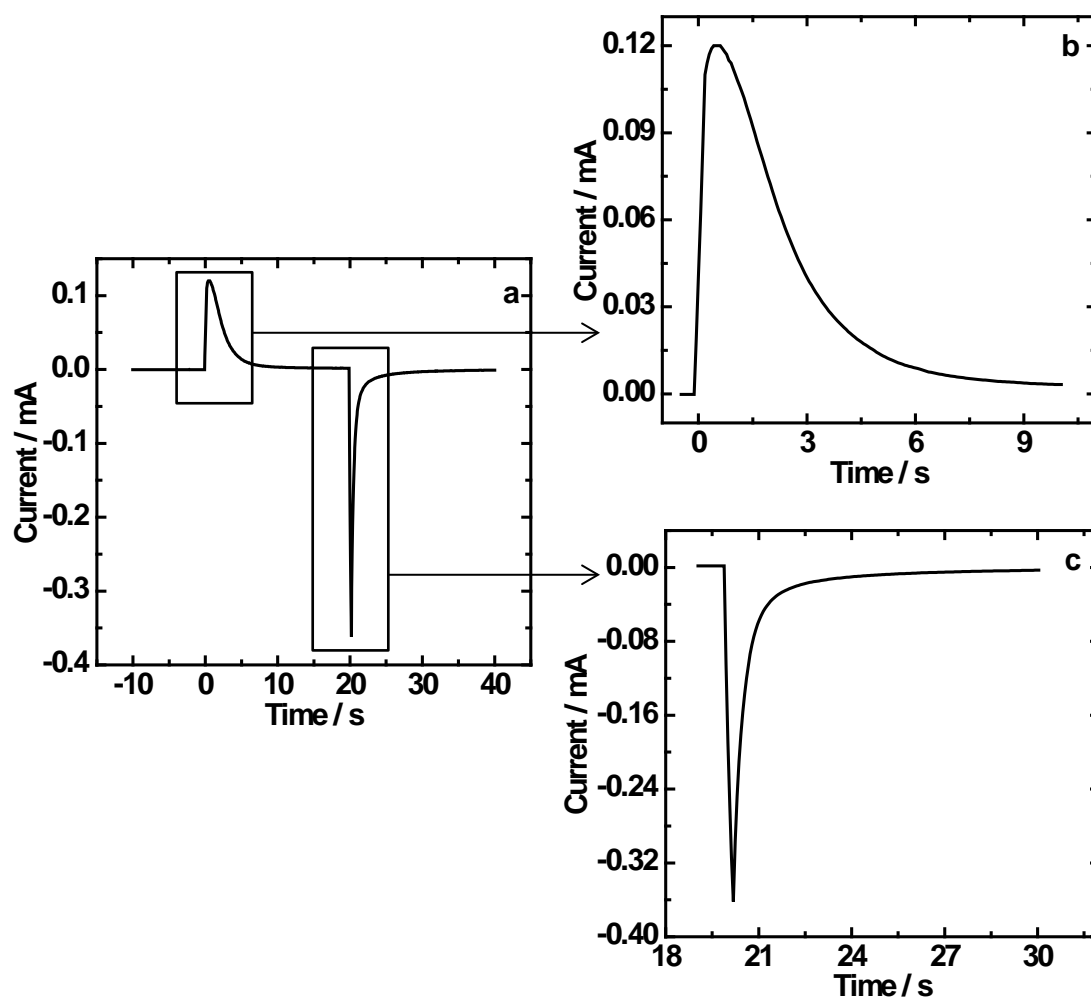 a
0.1
0.0
-0.1
-0.2
-0.3
-0.4
Current / mA
-10 0 10 20 30 40
Time / s
b
0.12
0.09
0.06
0.03
0.00
Current / mA
0 3 6 9
Time / s
c
0.00
-0.08
-0.16
-0.24
-0.32
-0.40
Current / mA
18 21 24 27 30
Time / s